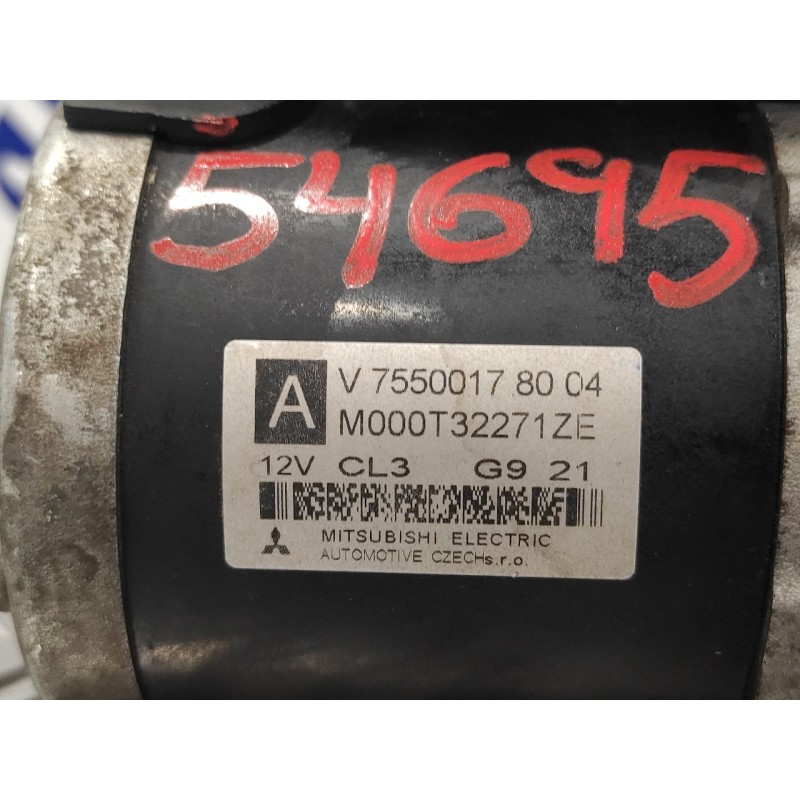 54695
A V 7550017 80 04
M000T32271ZE
12V CL3 G9 21
MITSUBISHI ELECTRIC
AUTOMOTIVE CZECHs.r.o.